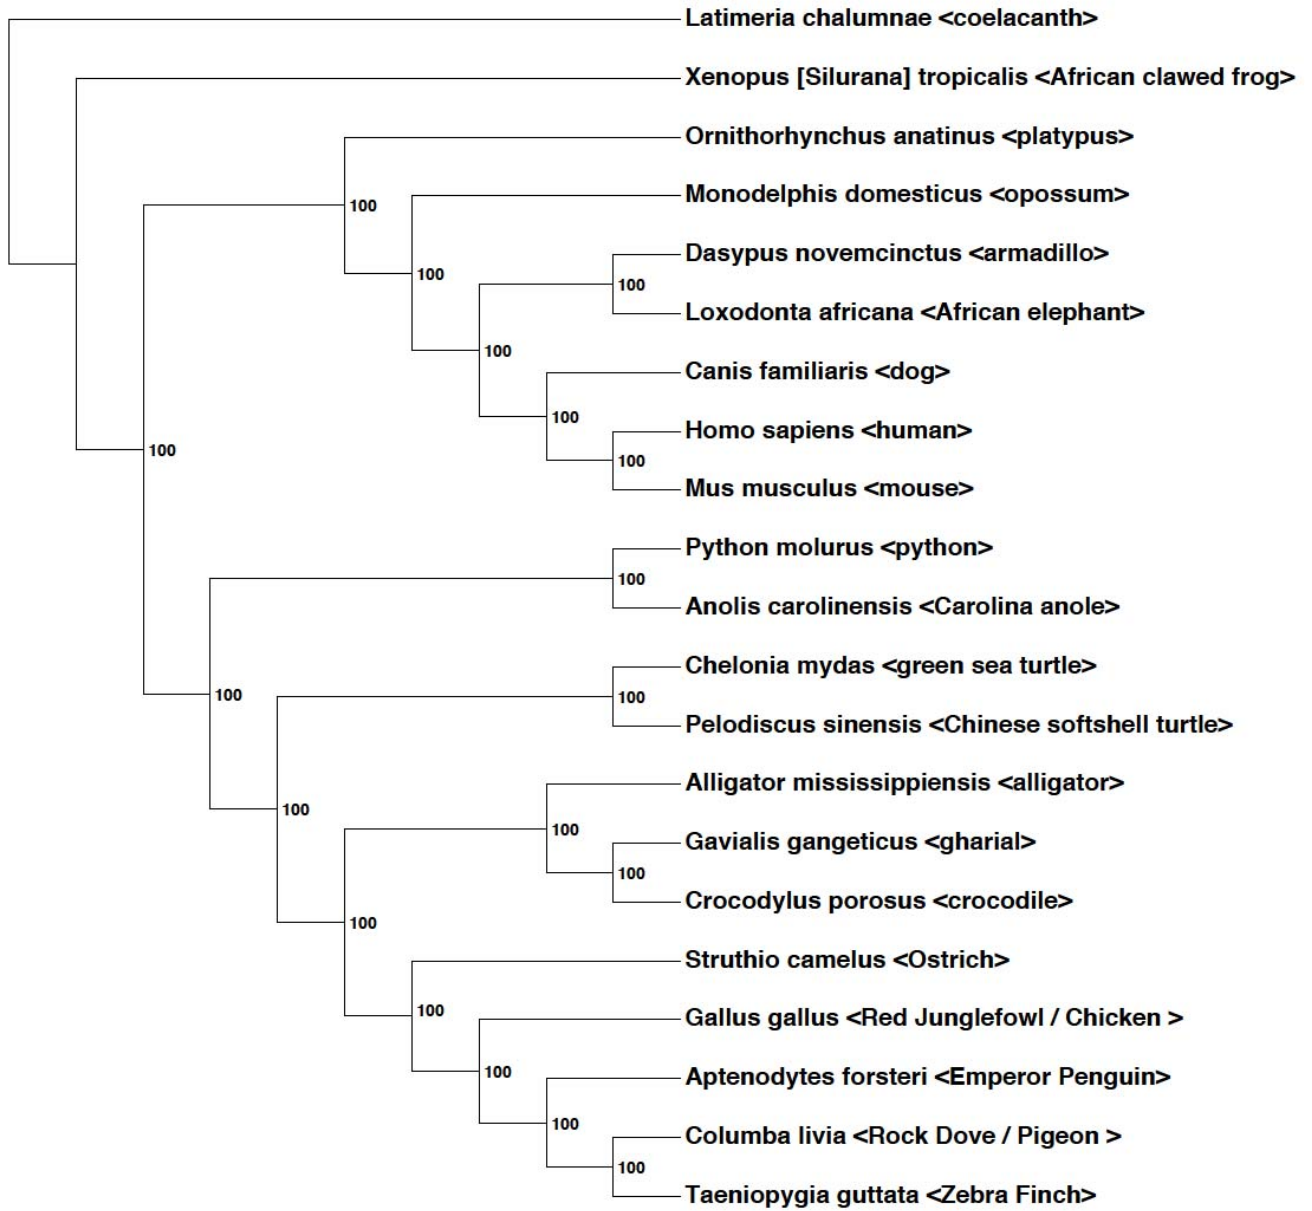 Latimeria chalumnae <coelacanth>
Xenopus [Silurana] tropicalis <African clawed frog>
Ornithorhynchus anatinus <platypus>
Monodelphis domesticus <opossum>
100
Dasypus novemcinctus <armadillo>
100
100
Loxodonta africana <African elephant>
100
Canis familiaris <dog>
100
Homo sapiens <human>
100
100
Mus musculus <mouse>
Python molurus <python>
100
Anolis carolinensis <Carolina anole>
Chelonia mydas <green sea turtle>
100
100
Pelodiscus sinensis <Chinese softshell turtle>
Alligator mississippiensis <alligator>
100
100
Gavialis gangeticus <gharial>
100
Crocodylus porosus <crocodile>
100
Struthio camelus <Ostrich>
100
Gallus gallus <Red Junglefowl / Chicken >
100
Aptenodytes forsteri <Emperor Penguin>
100
Columba livia <Rock Dove / Pigeon >
100
Taeniopygia guttata <Zebra Finch>